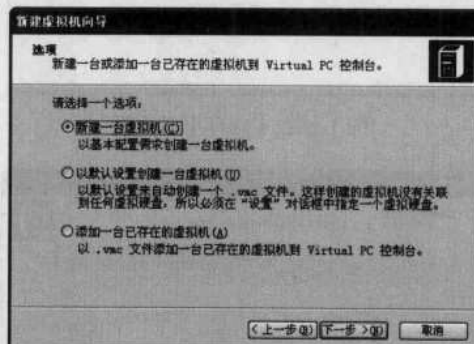 新建虚拟机向导
选项
新建一台或添加一台已存在的虚拟机到 Virtual PC 控制台。
请选择一个选项：
新建一台虚拟机(C)
以基本配置需求创建一台虚拟机。
以默认设置创建一台虚拟机(U)
以默认设置来自动创建一个 .vmc 文件。这样创建的虚拟机没有关联
到任何虚拟硬盘，所以必须在“设置”对话框中指定一个虚拟硬盘。
添加一台已存在的虚拟机(A)
以 .vmc 文件添加一台已存在的虚拟机到 Virtual PC 控制台。
<上一步(B) 下一步>(N) 取消